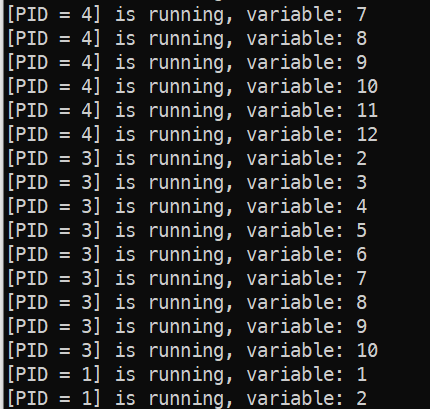 [PID = 4] is running, variable: 7
[PID = 4] is running, variable: 8
[PID = 4] is running, variable: 9
[PID = 4] is running, variable: 10
[PID = 4] is running, variable: 11
[PID = 4] is running, variable: 12
[PID = 3] is running, variable: 2
[PID = 3] is running, variable: 3
[PID = 3] is running, variable: 4
[PID = 3] is running, variable: 5
[PID = 3] is running, variable: 6
[PID = 3] is running, variable: 7
[PID = 3] is running, variable: 8
[PID = 3] is running, variable: 9
[PID = 3] is running, variable: 10
[PID = 1] is running, variable: 1
[PID = 1] is running, variable: 2